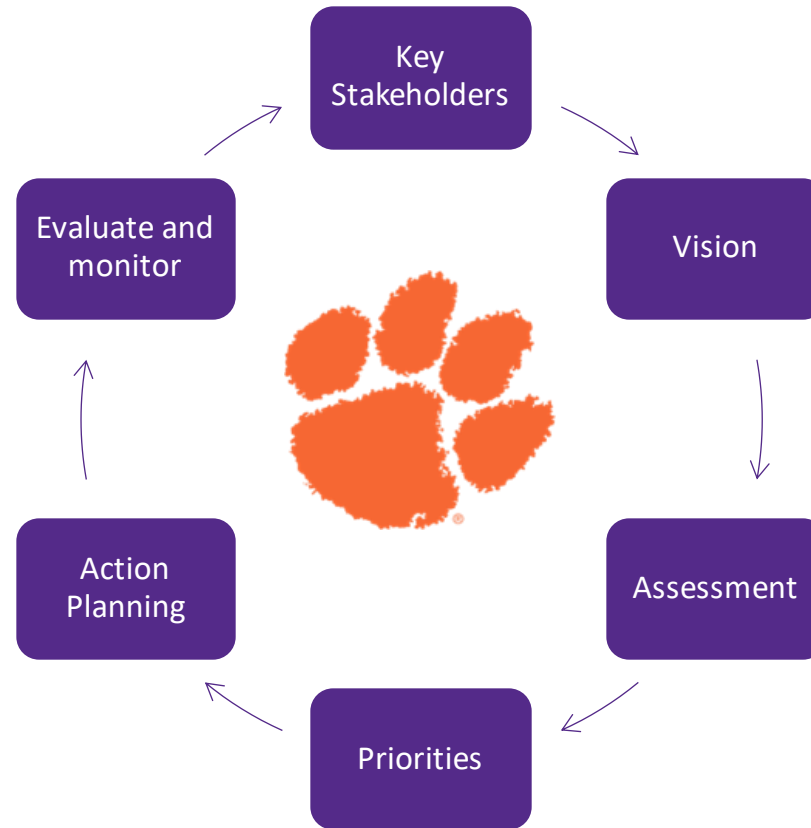 Key
Stakeholders
Vision
Assessment
Priorities
Action
Planning
Evaluate and
monitor
®